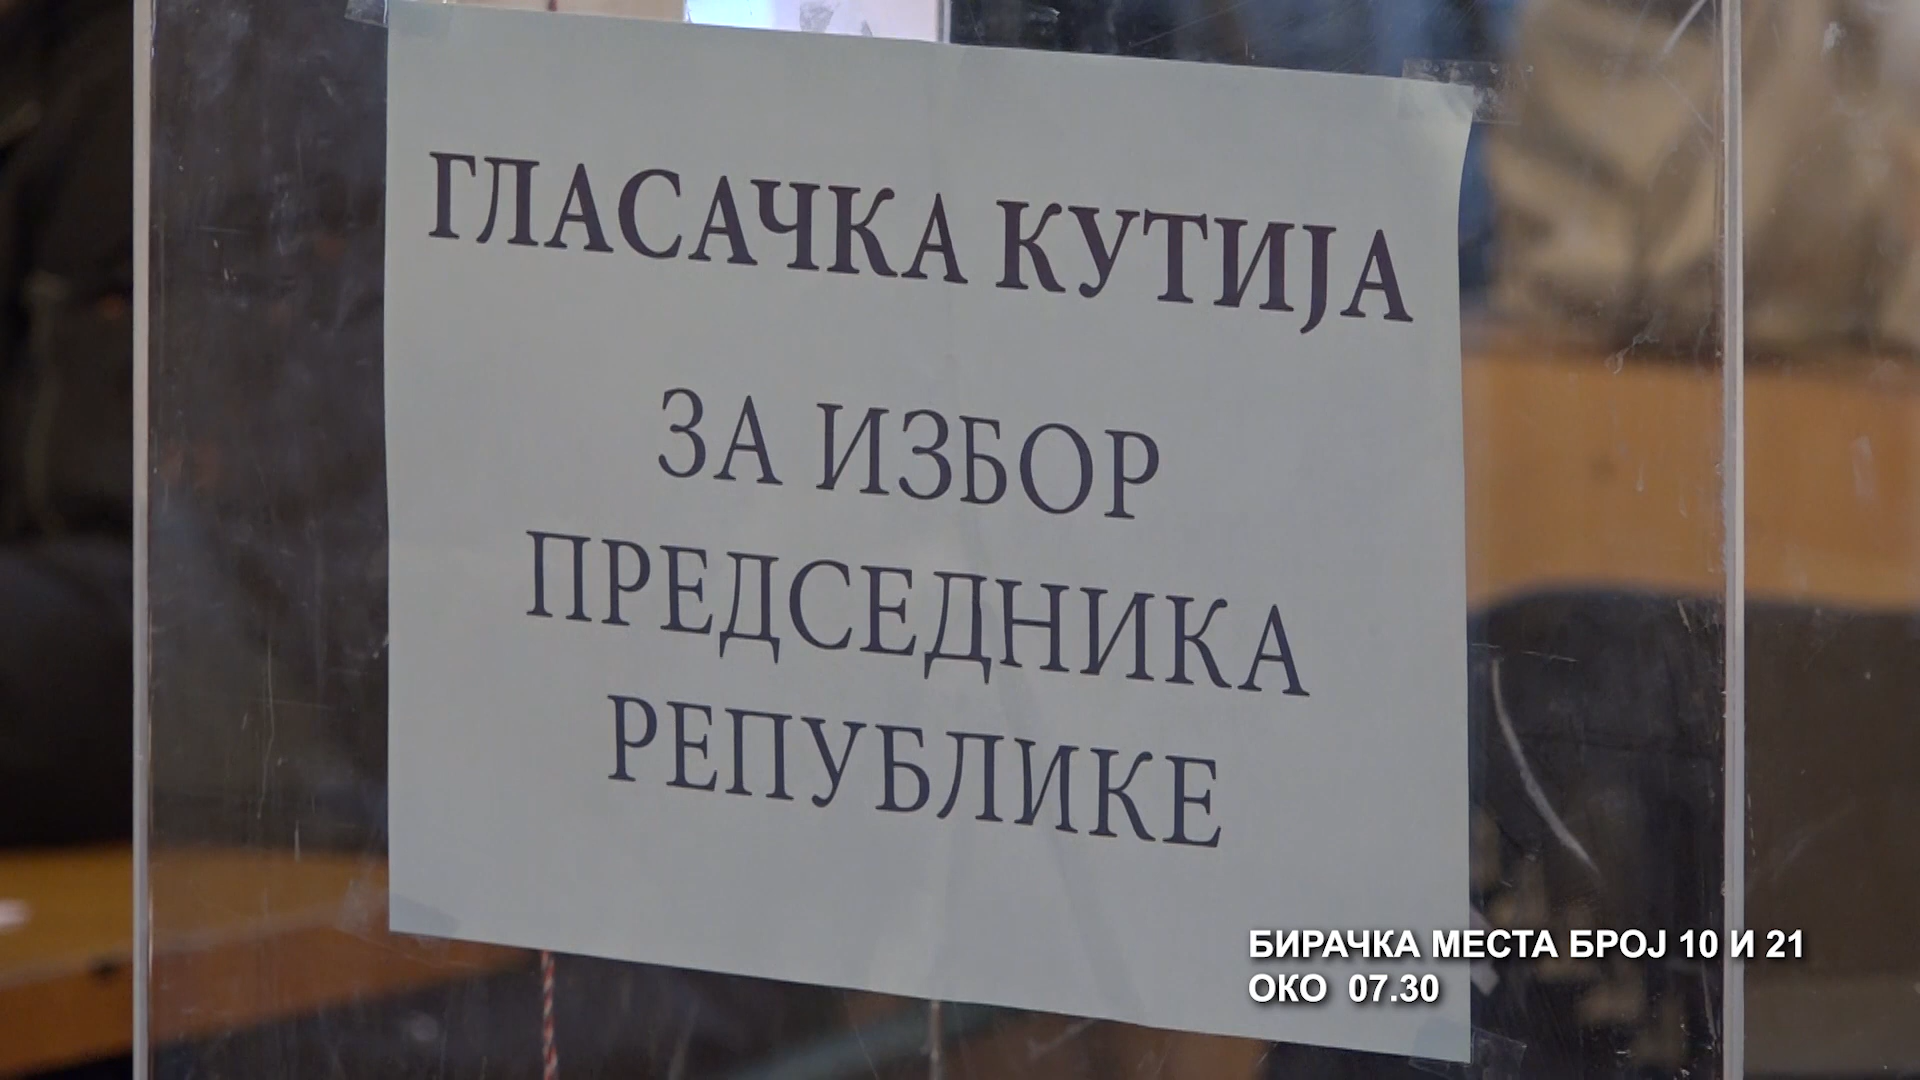 ГЛАСАЧКА КУТИЈА
ЗА ИЗБОР
ПРЕДСЕДНИКА
РЕПУБЛИКЕ
БИРАЧКА МЕСТА БРОЈ 10 И 21
ОКО 07.30